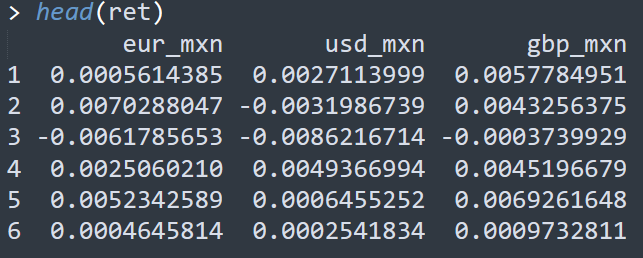 > head(ret)
eur_mxn usd_mxn gbp_mxn
1 0.0005614385 0.0027113999 0.0057784951
2 0.0070288047 -0.0031986739 0.0043256375
3 -0.0061785653 -0.0086216714 -0.0003739929
4 0.0025060210 0.0049366994 0.0045196679
5 0.0052342589 0.0006455252 0.0069261648
6 0.0004645814 0.0002541834 0.0009732811